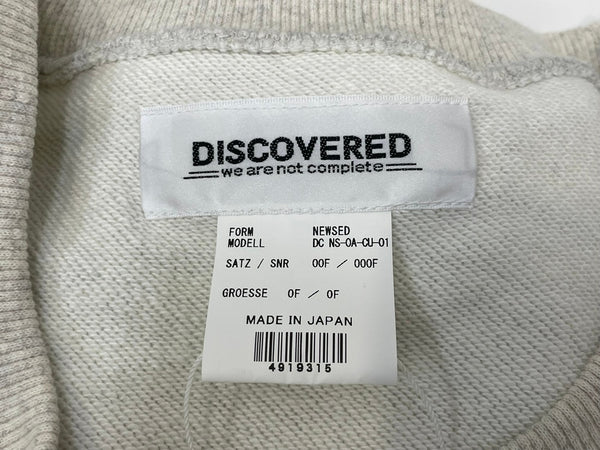 DISCOVERED
we are not complete
FORM NEWSED
MODELL DC NS-OA-CU-01
SATZ / SNR 00F / 000F
GROESSE 0F / 0F
MADE IN JAPAN
4919315